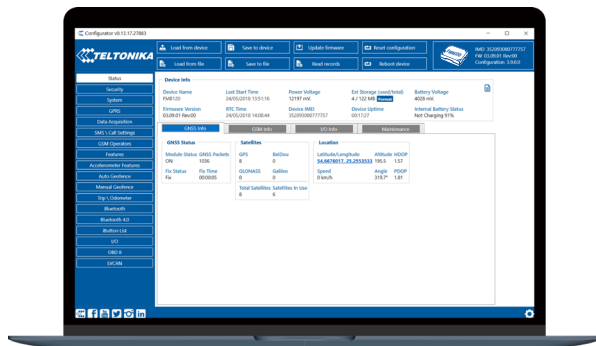 Configurator v0.13.17.27883
TELTONIKA
Load from device
Save to device
Update firmware
Reset configuration
Load from file
Save to file
Read records
Reboot device
IMEI: 352093080777757
FW: 03.09.01 Rev:00
Configuration: 3.9.6.0
Status
Security
System
GPRS
Data Acquisition
SMS \ Call Settings
GSM Operators
Features
Accelerometer Features
Auto Geofence
Manual Geofence
Trip \ Odometer
Bluetooth
Bluetooth 4.0
iButton List
I/O
OBD II
LVCAN
Device Info
Device Name
FMB120
Last Start Time
24/05/2018 13:51:16
Power Voltage
12197 mV.
Ext Storage (used/total)
4 / 122 MB Format
Battery Voltage
4028 mV.
Firmware Version
03.09.01 Rev:00
RTC Time
24/05/2018 14:08:44
Device IMEI
352093080777757
Device Uptime
00:17:27
Internal Battery Status
Not Charging 91%
GNSS Info
GSM Info
I/O Info
Maintenance
GNSS Status
Module Status GNSS Packets
ON 1036
Fix Status Fix Time
Fix 00:00:05
Satellites
GPS BeiDou
8 0
GLONASS Galileo
0 0
Total Satellites Satellites In Use
8 6
Location
Latitude/Longitude Altitude HDOP
54.6678017, 25.2553533 195.5 1.57
Speed Angle PDOP
0 km/h 319.7° 1.81